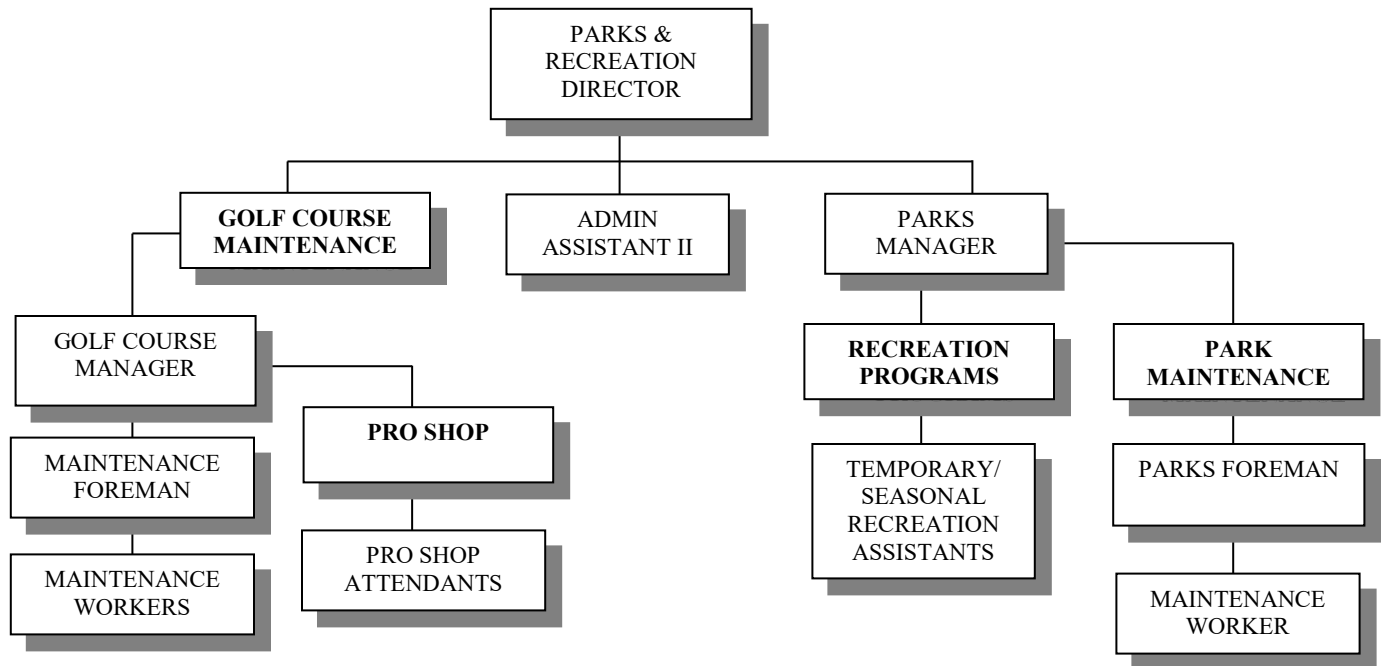 PARKS &
RECREATION
DIRECTOR
GOLF COURSE
MAINTENANCE
ADMIN
ASSISTANT II
PARKS
MANAGER
GOLF COURSE
MANAGER
RECREATION
PROGRAMS
PARK
MAINTENANCE
PRO SHOP
MAINTENANCE
FOREMAN
TEMPORARY/
SEASONAL
RECREATION
ASSISTANTS
PARKS FOREMAN
PRO SHOP
ATTENDANTS
MAINTENANCE
WORKERS
MAINTENANCE
WORKER